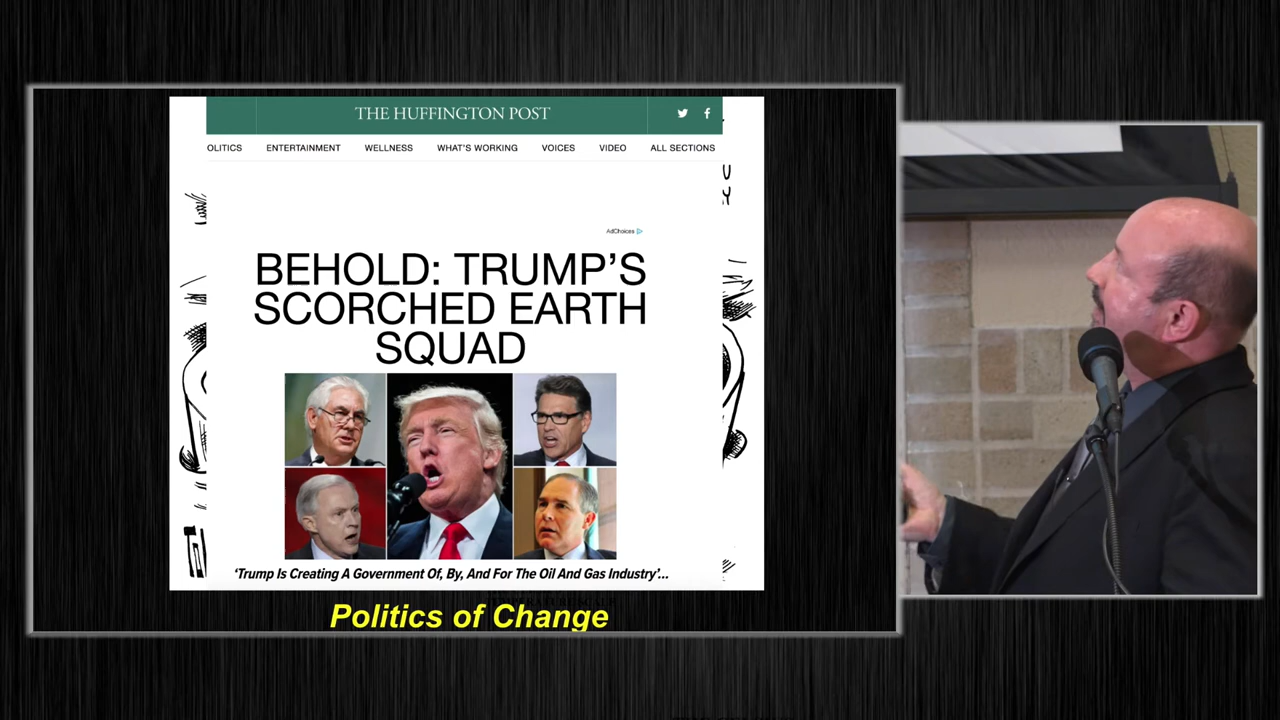 THE HUFFINGTON POST
OLITICS ENTERTAINMENT WELLNESS WHAT'S WORKING VOICES VIDEO ALL SECTIONS
AdChoices
BEHOLD: TRUMP'S
SCORCHED EARTH
SQUAD
'Trump Is Creating A Government Of, By, And For The Oil And Gas Industry'...
Politics of Change